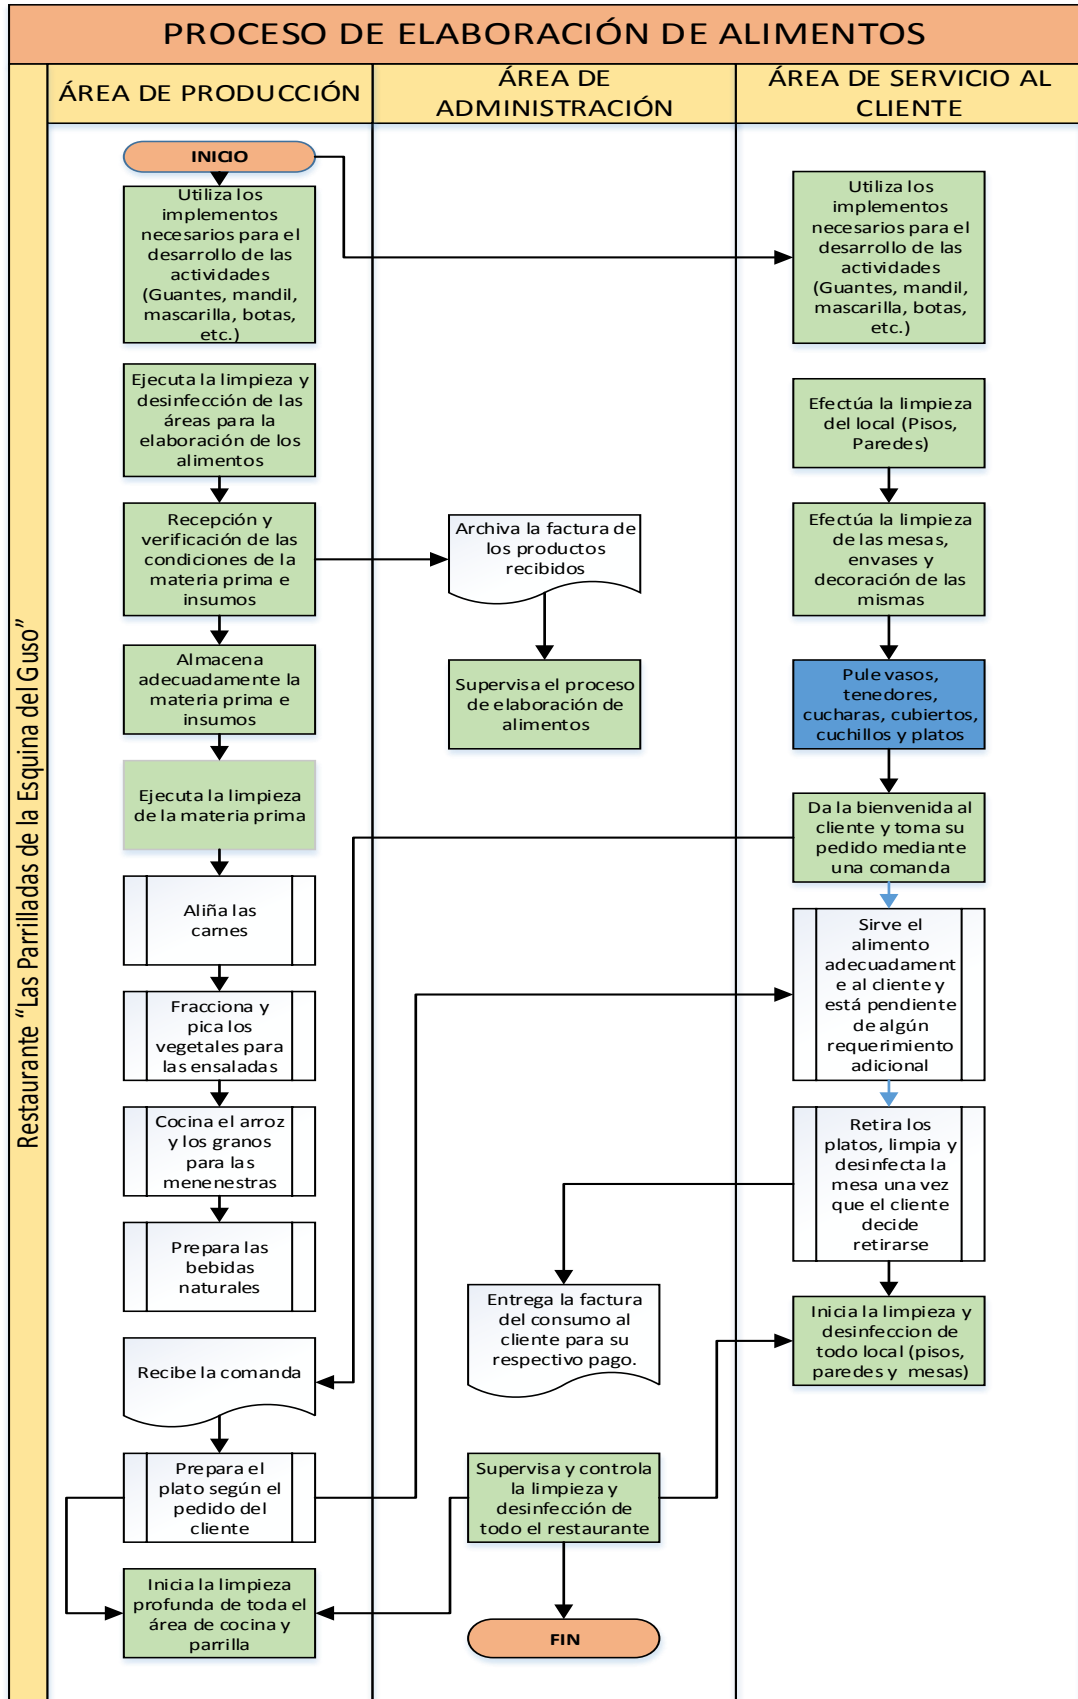 PROCESO DE ELABORACIÓN DE ALIMENTOS
Restaurante “Las Parrilladas de la Esquina del Guso”
ÁREA DE PRODUCCIÓN
ÁREA DE
ADMINISTRACIÓN
ÁREA DE SERVICIO AL
CLIENTE
INICIO
Utiliza los
implementos
necesarios para el
desarrollo de las
actividades
(Guantes, mandil,
mascarilla, botas,
etc.)
Ejecuta la limpieza y
desinfección de las
áreas para la
elaboración de los
alimentos
Recepción y
verificación de las
condiciones de la
materia prima e
insumos
Almacena
adecuadamente la
materia prima e
insumos
Ejecuta la limpieza
de la materia prima
Aliña las
carnes
Fracciona y
pica los
vegetales para
las ensaladas
Cocina el arroz
y los granos
para las
menenestras
Prepara las
bebidas
naturales
Recibe la comanda
Prepara el
plato según el
pedido del
cliente
Inicia la limpieza
profunda de toda el
área de cocina y
parrilla
Archiva la factura de
los productos
recibidos
Supervisa el proceso
de elaboración de
alimentos
Entrega la factura
del consumo al
cliente para su
respectivo pago.
Supervisa y controla
la limpieza y
desinfección de
todo el restaurante
FIN
Utiliza los
implementos
necesarios para el
desarrollo de las
actividades
(Guantes, mandil,
mascarilla, botas,
etc.)
Efectúa la limpieza
del local (Pisos,
Paredes)
Efectúa la limpieza
de las mesas,
envases y
decoración de las
mismas
Pule vasos,
tenedores,
cucharas, cubiertos,
cuchillos y platos
Da la bienvenida al
cliente y toma su
pedido mediante
una comanda
Sirve el
alimento
adecuadament
e al cliente y
está pendiente
de algún
requerimiento
adicional
Retira los
platos, limpia y
desinfecta la
mesa una vez
que el cliente
decide
retirarse
Inicia la limpieza y
desinfeccion de
todo local (pisos,
paredes y mesas)